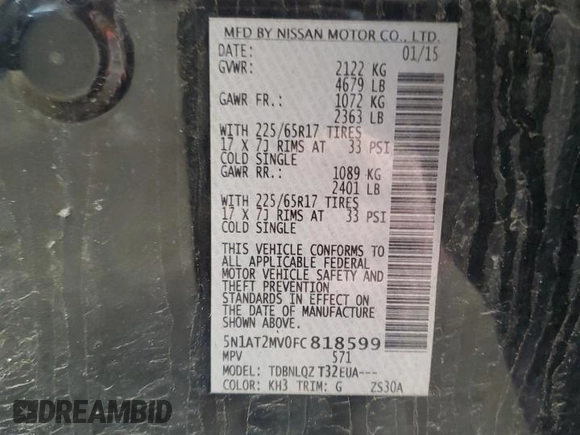 MFD BY NISSAN MOTOR CO., LTD.
DATE: 01/15
GVWR: 2122 KG
4679 LB
GAWR FR.: 1072 KG
2363 LB
WITH 225/65R17 TIRES
17 X 7J RIMS AT 33 PSI
COLD SINGLE
GAWR RR.: 1089 KG
2401 LB
WITH 225/65R17 TIRES
17 X 7J RIMS AT 33 PSI
COLD SINGLE
THIS VEHICLE CONFORMS TO
ALL APPLICABLE FEDERAL
MOTOR VEHICLE SAFETY AND
THEFT PREVENTION
STANDARDS IN EFFECT ON
THE DATE OF MANUFACTURE
SHOWN ABOVE.
5N1AT2MV0FC818599
MPV 571
MODEL: TDBNLQZ T32EUA---
COLOR: KH3 TRIM: G ZS30A
DREAMBID